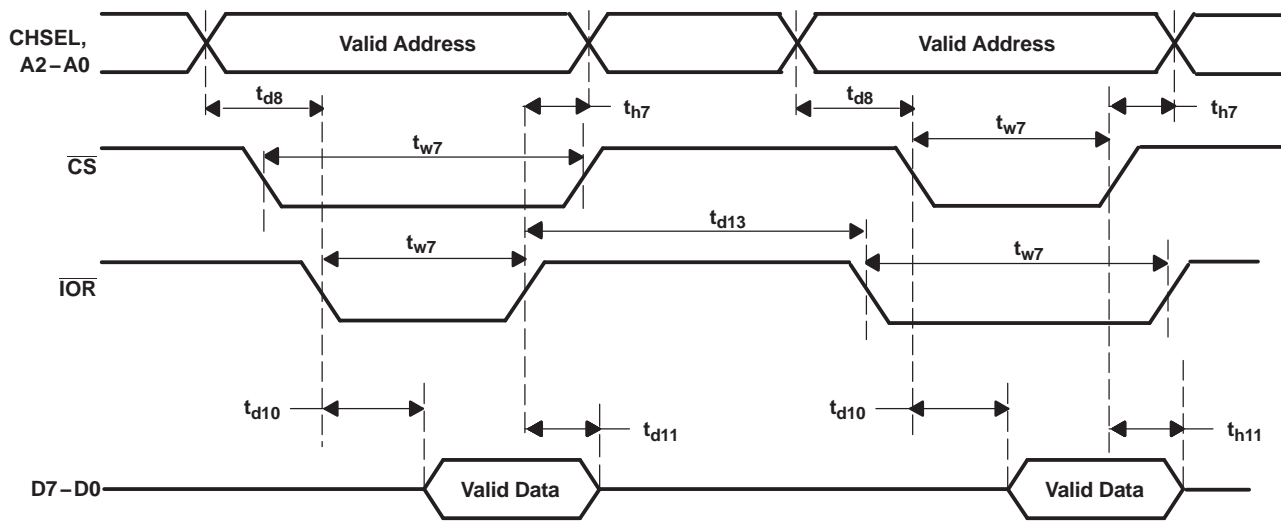 CHSEL,
A2–A0
Valid Address
Valid Address
td8
th7
td8
th7
tw7
tw7
CS
td13
tw7
tw7
IOR
td10
td11
td10
th11
D7–D0
Valid Data
Valid Data